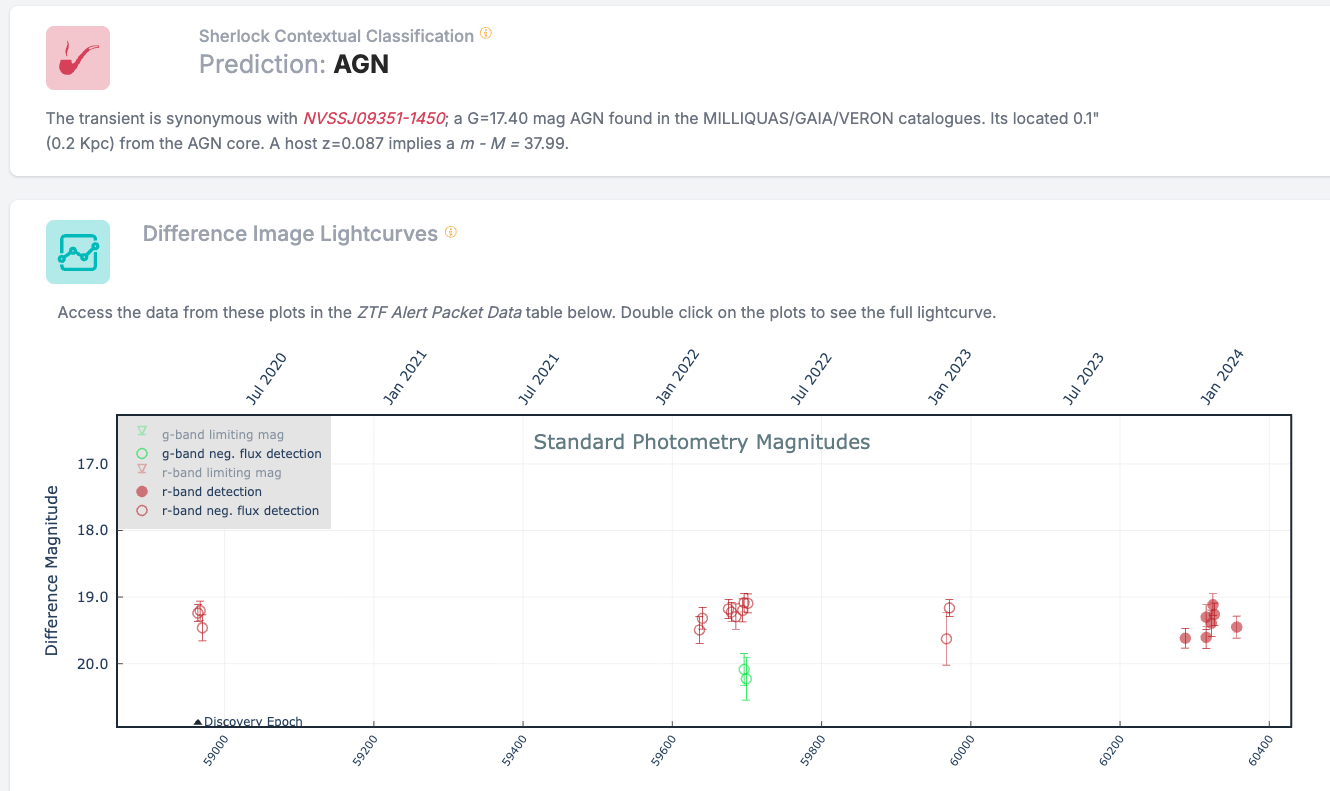 Sherlock Contextual Classification
Prediction: AGN
The transient is synonymous with NVSSJ09351-1450; a G=17.40 mag AGN found in the MILLIQUAS/GAIA/VERON catalogues. Its located 0.1"
(0.2 Kpc) from the AGN core. A host z=0.087 implies a m - M = 37.99.
Difference Image Lightcurves
Access the data from these plots in the ZTF Alert Packet Data table below. Double click on the plots to see the full lightcurve.
Jul 2020
Jan 2021
Jul 2021
Jan 2022
Jul 2022
Jan 2023
Jul 2023
Jan 2024
g-band limiting mag
g-band neg. flux detection
r-band limiting mag
r-band detection
r-band neg. flux detection
Standard Photometry Magnitudes
Difference Magnitude
17.0
18.0
19.0
20.0
Discovery Epoch
59000
59200
59400
59600
59800
60000
60200
60400